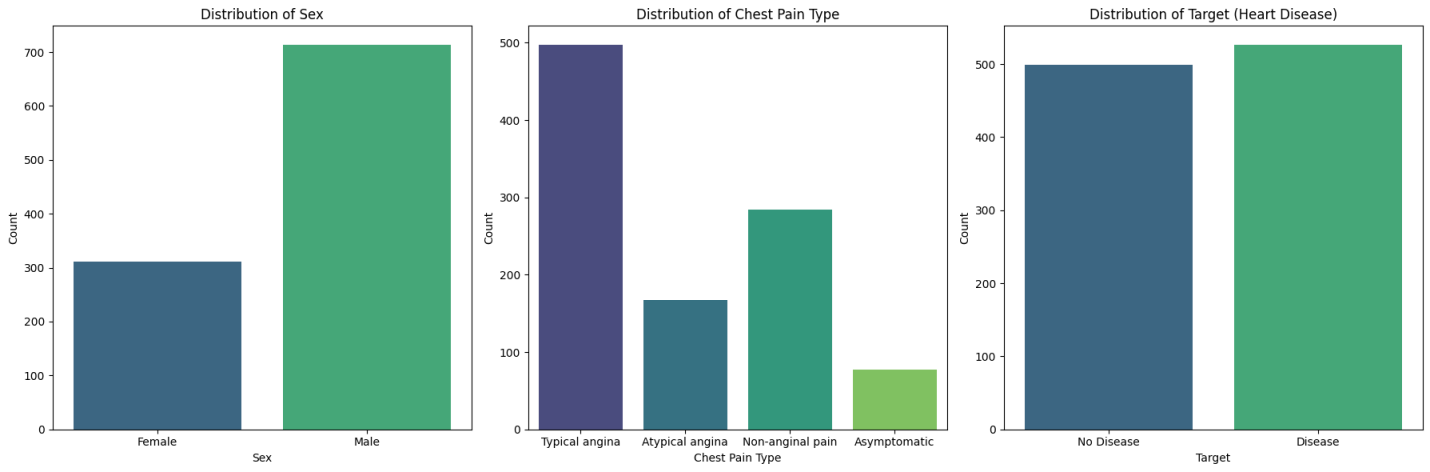 Distribution of Sex
700
600
500
400
300
200
100
0
Count
Female Male
Sex
Distribution of Chest Pain Type
500
400
300
200
100
0
Count
Typical angina Atypical angina Non-anginal pain Asymptomatic
Chest Pain Type
Distribution of Target (Heart Disease)
500
400
300
200
100
0
Count
No Disease Disease
Target